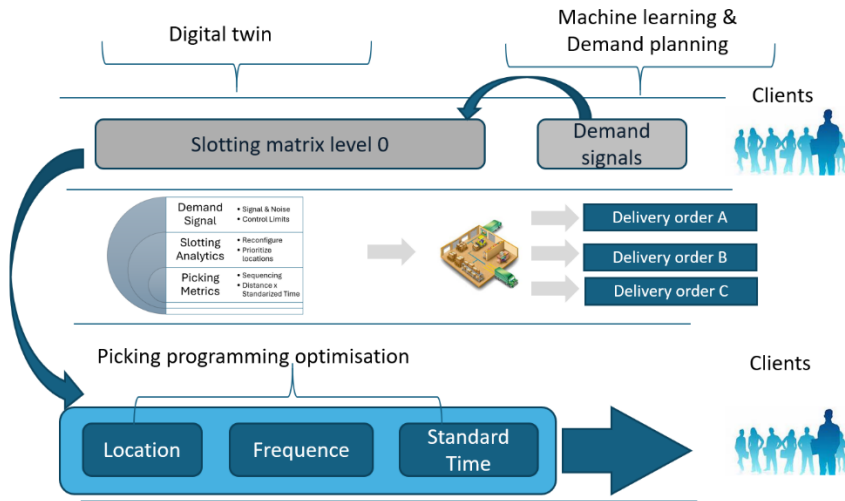 Digital twin
Machine learning &
Demand planning
Clients
Slotting matrix level 0
Demand
signals
Demand
Signal
• Signal & Noise
• Control Limits
Slotting
Analytics
• Reconfigure
• Prioritize
locations
Picking
Metrics
• Sequencing
• Distance x
Standarized Time
Delivery order A
Delivery order B
Delivery order C
Picking programming optimisation
Clients
Location
Frequence
Standard
Time